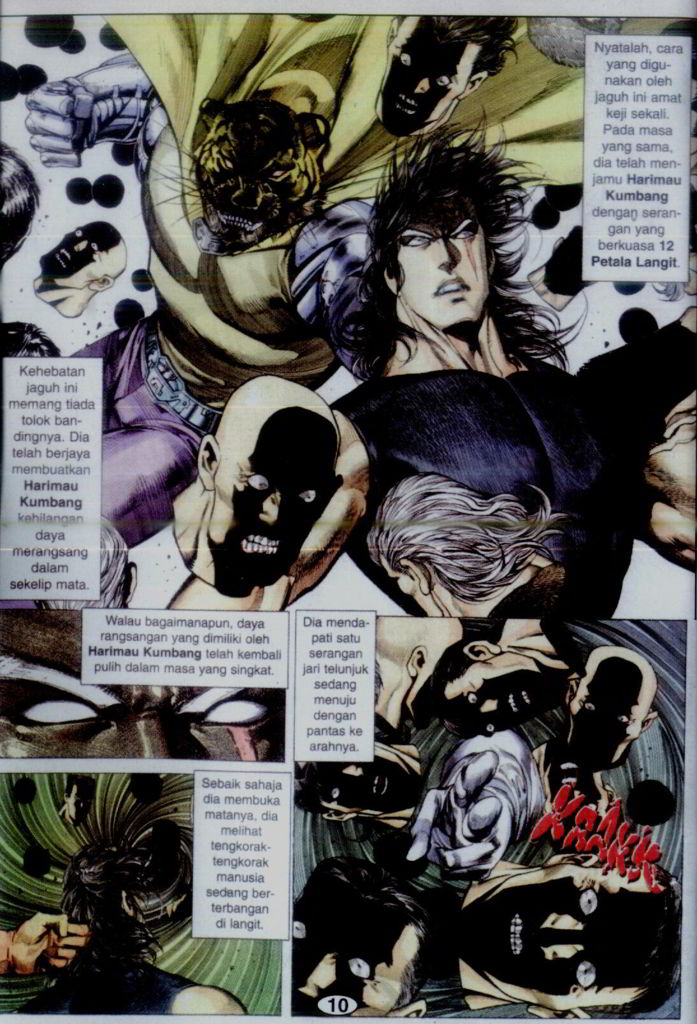 Nyatalah, cara
yang digu-
nakan oleh
jaguh ini amat
keji sekali.
Pada masa
yang sama,
dia telah men-
jamu Harimau
Kumbang
dengan seran-
gan yang
berkuasa 12
Petala Langit.
Kehebatan
jaguh ini
memang tiada
tolok ban-
dingnya. Dia
telah berjaya
membuatkan
Harimau
Kumbang
kehilangan
daya
merangsang
dalam
sekelip mata.
Walau bagaimanapun, daya
rangsangan yang dimiliki oleh
Harimau Kumbang telah kembali
pulih dalam masa yang singkat.
Dia menda-
pati satu
serangan
jari telunjuk
sedang
menuju
dengan
pantas ke
arahnya.
Sebaik sahaja
dia membuka
matanya, dia
melihat
tengkorak-
tengkorak
manusia
sedang ber-
terbangan
di langit.
10